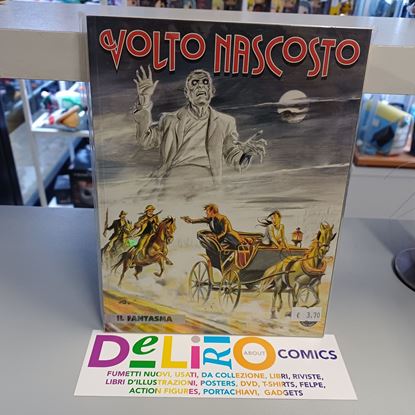 VOLTO NASCOSTO
IL FANTASMA
€ 3,70
DELIRIO ABOUT COMICS
FUMETTI NUOVI, USATI, DA COLLEZIONE, LIBRI, RIVISTE,
LIBRI D'ILLUSTRAZIONI, POSTERS, DVD, T-SHIRTS, FELPE,
ACTION FIGURES, PORTACHIAVI, GADGETS